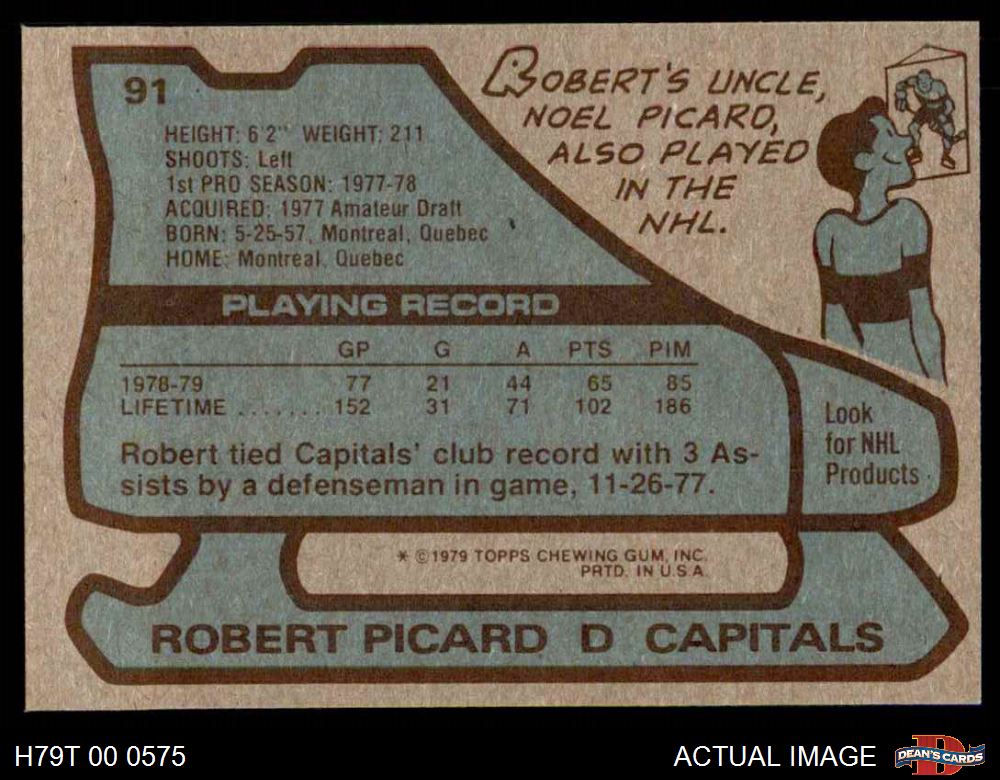 91
ROBERT'S UNCLE,
NOEL PICARD,
ALSO PLAYED
IN THE
NHL.
HEIGHT: 6 2" WEIGHT: 211
SHOOTS: Left
1st PRO SEASON: 1977-78
ACQUIRED: 1977 Amateur Draft
BORN: 5-25-57, Montreal, Quebec
HOME: Montreal, Quebec
PLAYING RECORD
GP G A PTS PIM
1978-79 77 21 44 65 85
LIFETIME ....... 152 31 71 102 186
Robert tied Capitals' club record with 3 As-
sists by a defenseman in game, 11-26-77.
Look
for NHL
Products
* ©1979 TOPPS CHEWING GUM, INC.
PRTD. IN U.S.A.
ROBERT PICARD D CAPITALS
H79T 00 0575
ACTUAL IMAGE
D
DEAN'S CARDS